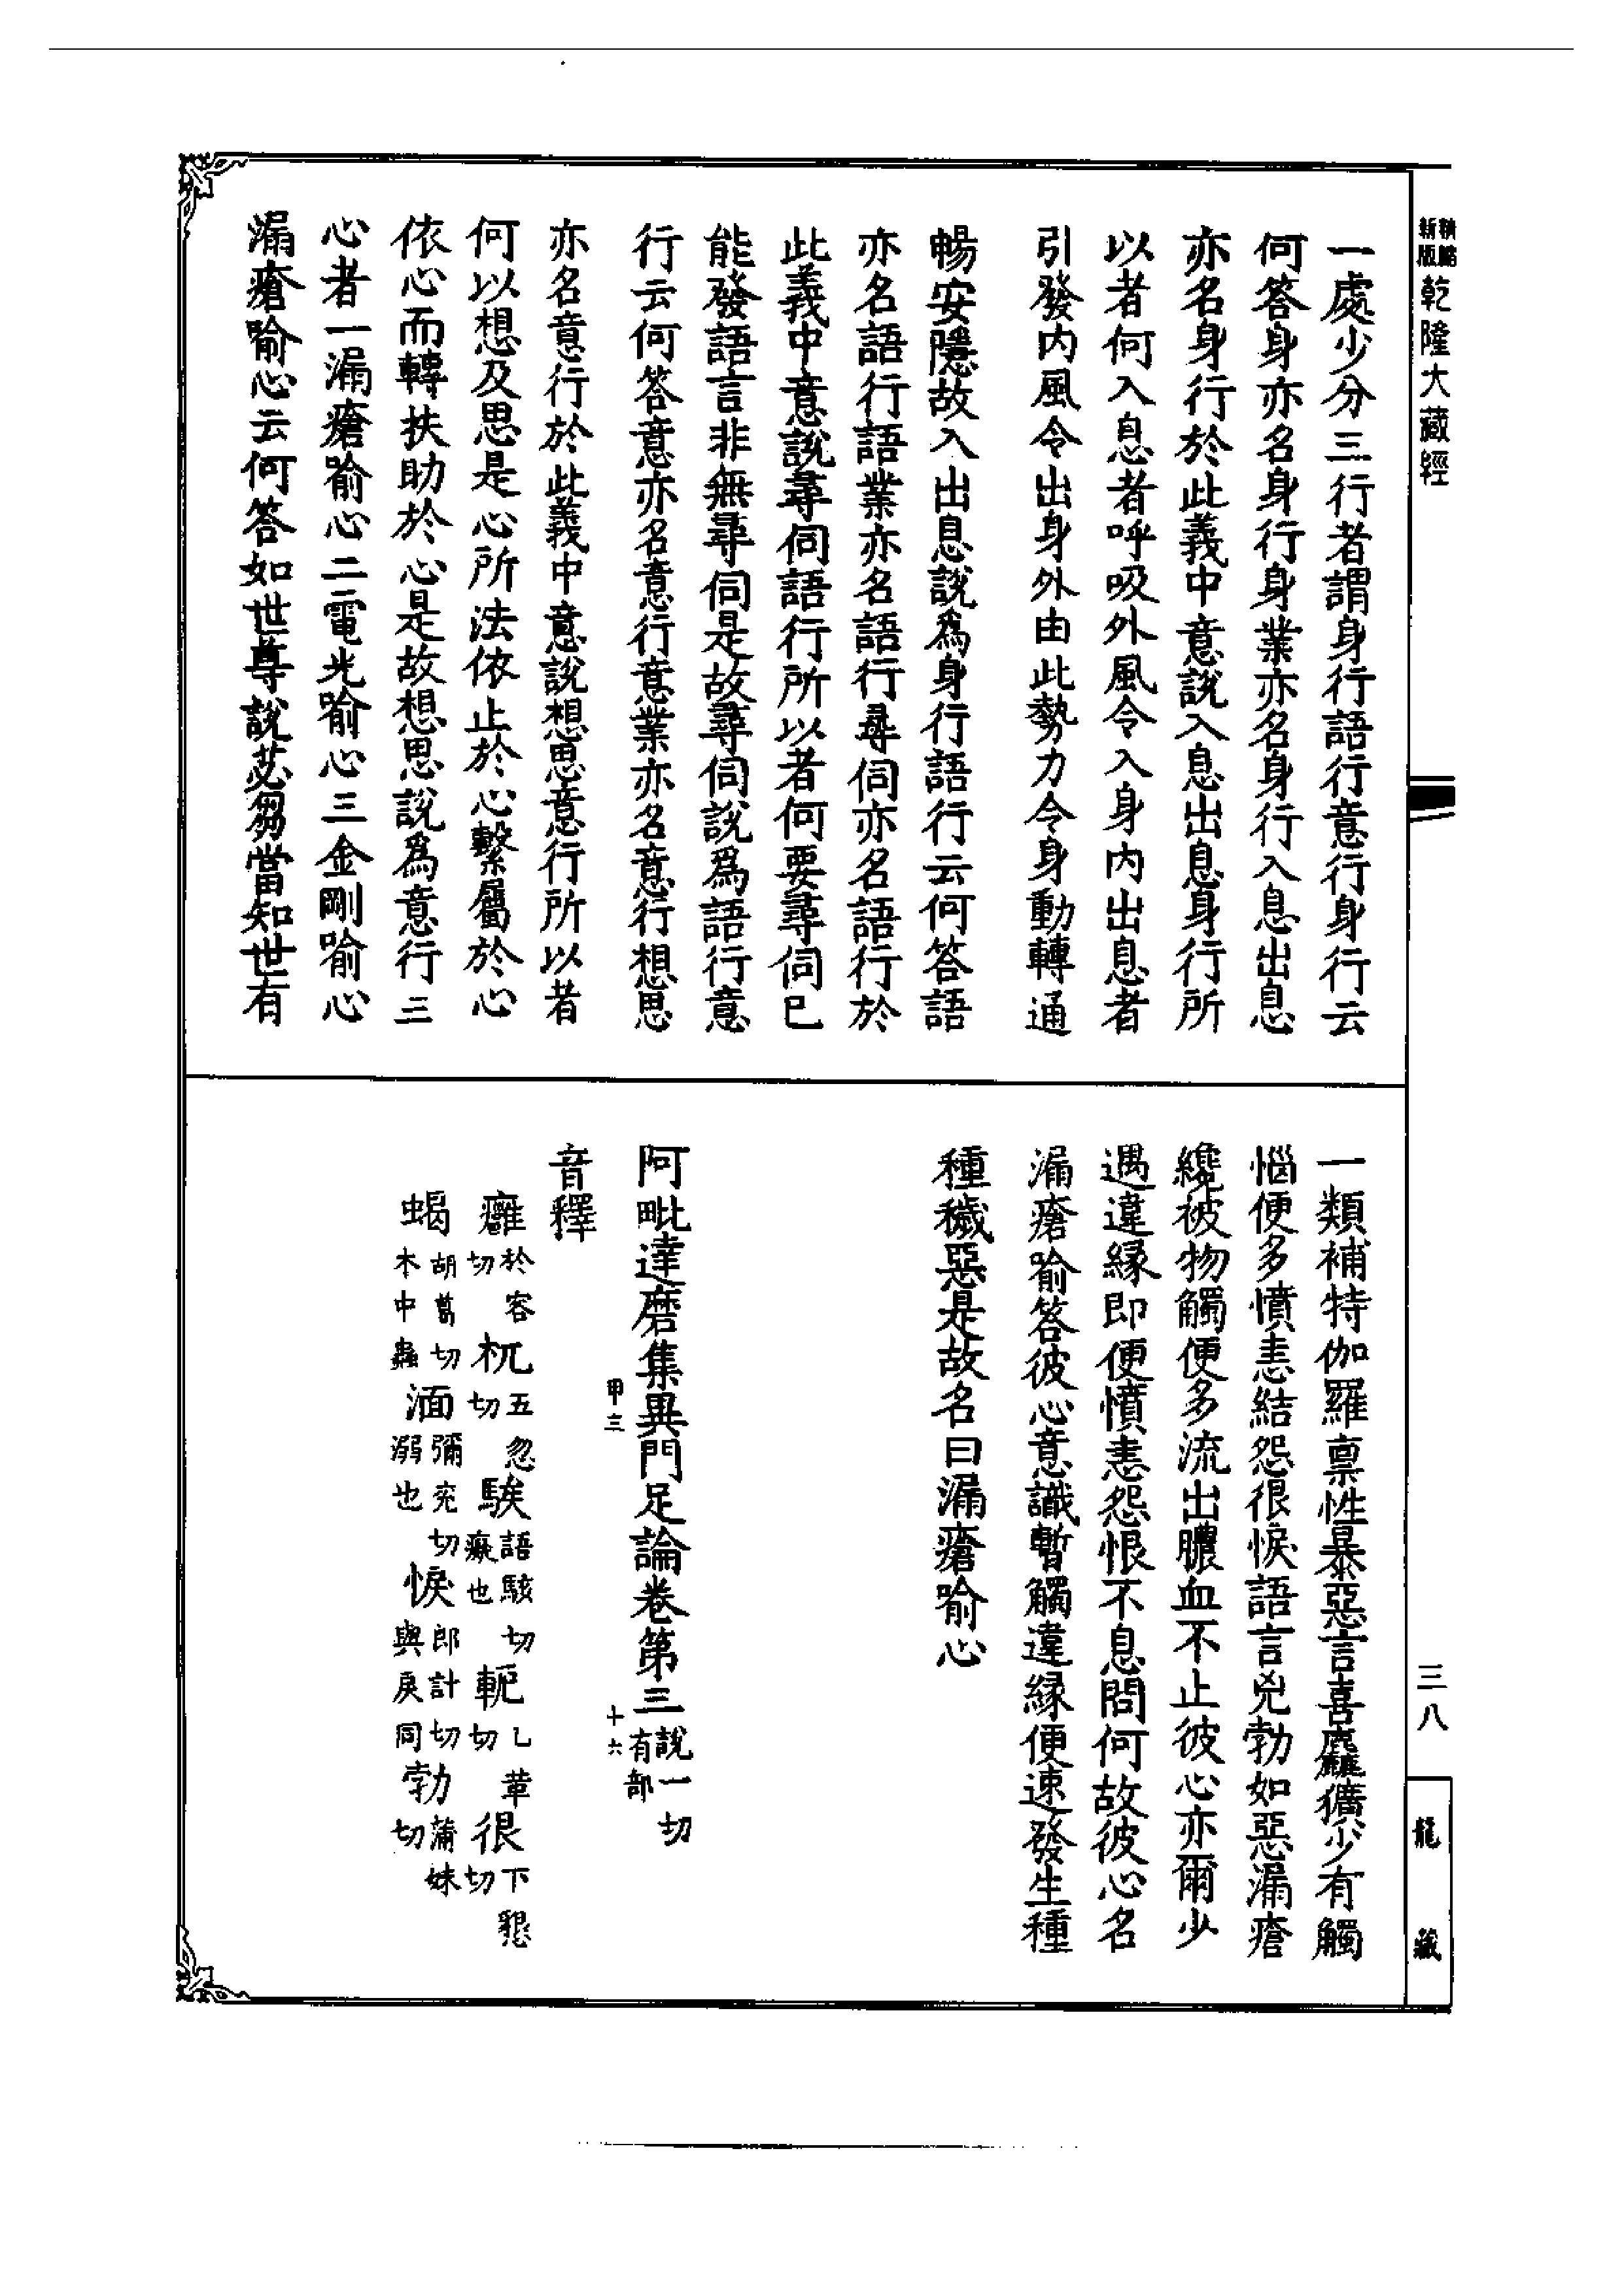 精縮新版乾隆大藏經
三八
龍藏
一處少分三行者謂身行語行意行身行云
何答身亦名身行身業亦名身行入息出息
亦名身行於此義中意說入息出息身行所
以者何入息者呼吸外風令入身內出息者
引發內風令出身外由此勢力令身動轉通
暢安隱故入出息說爲身行語行云何答語
亦名語行語業亦名語行尋伺亦名語行於
此義中意說尋伺語行所以者何要尋伺已
能發語言非無尋伺是故尋伺說爲語行意
行云何答意亦名意行意業亦名意行想思
亦名意行於此義中意說想思意行所以者
何以想及思是心所法依止於心繫屬於心
依心而轉扶助於心是故想思說爲意行三
心者一漏瘡喻心二電光喻心三金剛喻心
漏瘡喻心云何答如世尊說苾芻當知世有
一類補特伽羅禀性暴惡言喜麤獷少有觸
惱便多憤恚結怨很悷語言兇勃如惡漏瘡
纔被物觸便多流出膿血不止彼心亦爾少
遇違緣即便憤恚怨恨不息問何故彼心名
漏瘡喻答彼心意識暫觸違緣便速發生種
種穢惡是故名曰漏瘡喻心
阿毗達磨集異門足論卷第三說一切有部
甲三 十六
音釋
癰於容切 杌五忽切 騃語駭切癡也 軛乙革切 很下懇切
蝎胡葛切木中蟲 湎彌兗切溺也 悷郎計切與戾同 勃蒲妹切